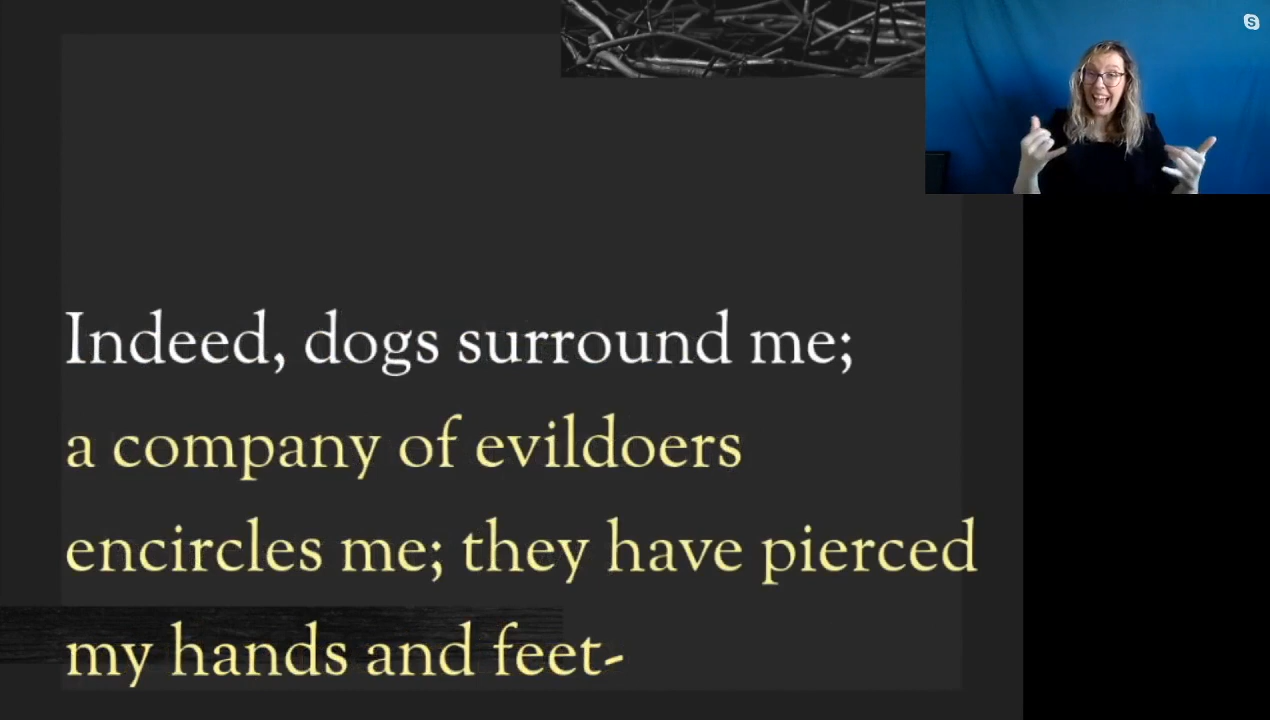 Indeed, dogs surround me;
a company of evildoers
encircles me; they have pierced
my hands and feet-